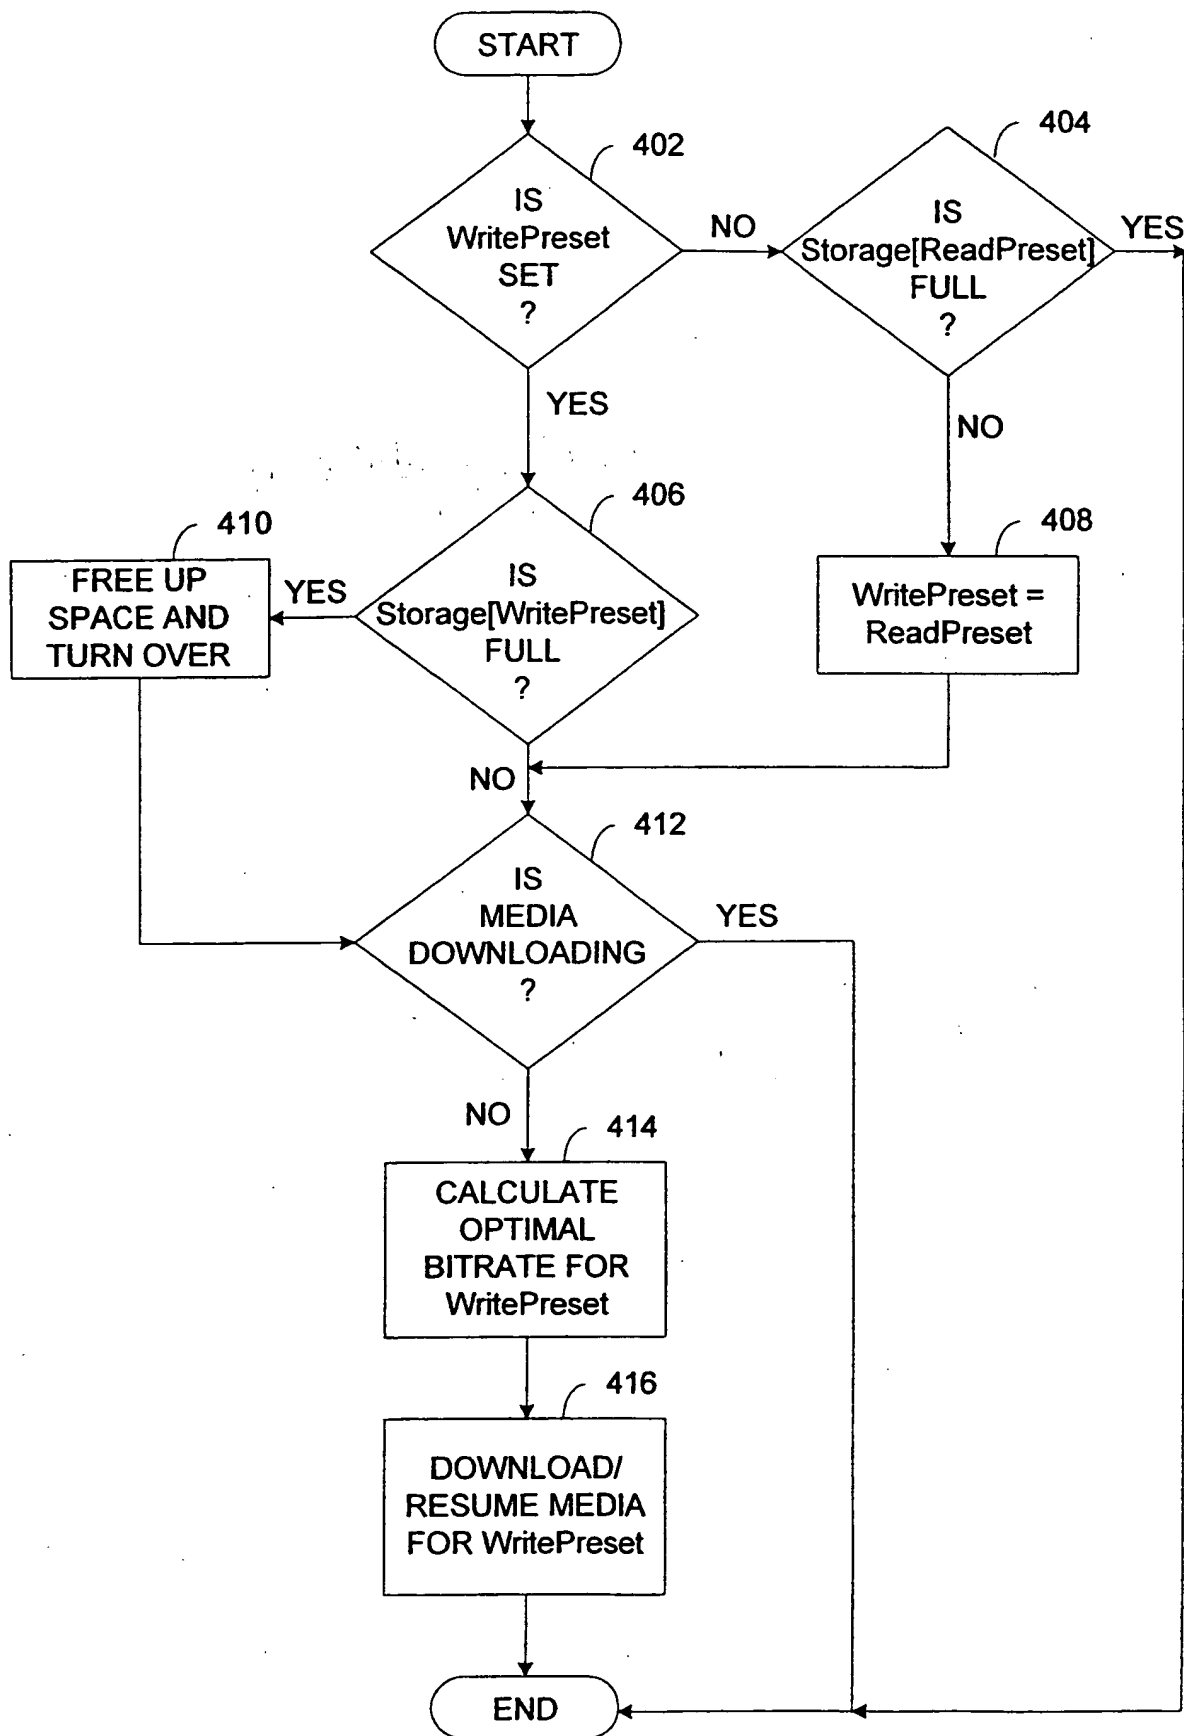 START
402
IS
WritePreset
SET
?
NO
404
IS
Storage[ReadPreset]
FULL
?
YES
YES
NO
406
IS
Storage[WritePreset]
FULL
?
YES
410
FREE UP
SPACE AND
TURN OVER
408
WritePreset =
ReadPreset
NO
412
IS
MEDIA
DOWNLOADING
?
YES
NO
414
CALCULATE
OPTIMAL
BITRATE FOR
WritePreset
416
DOWNLOAD/
RESUME MEDIA
FOR WritePreset
END